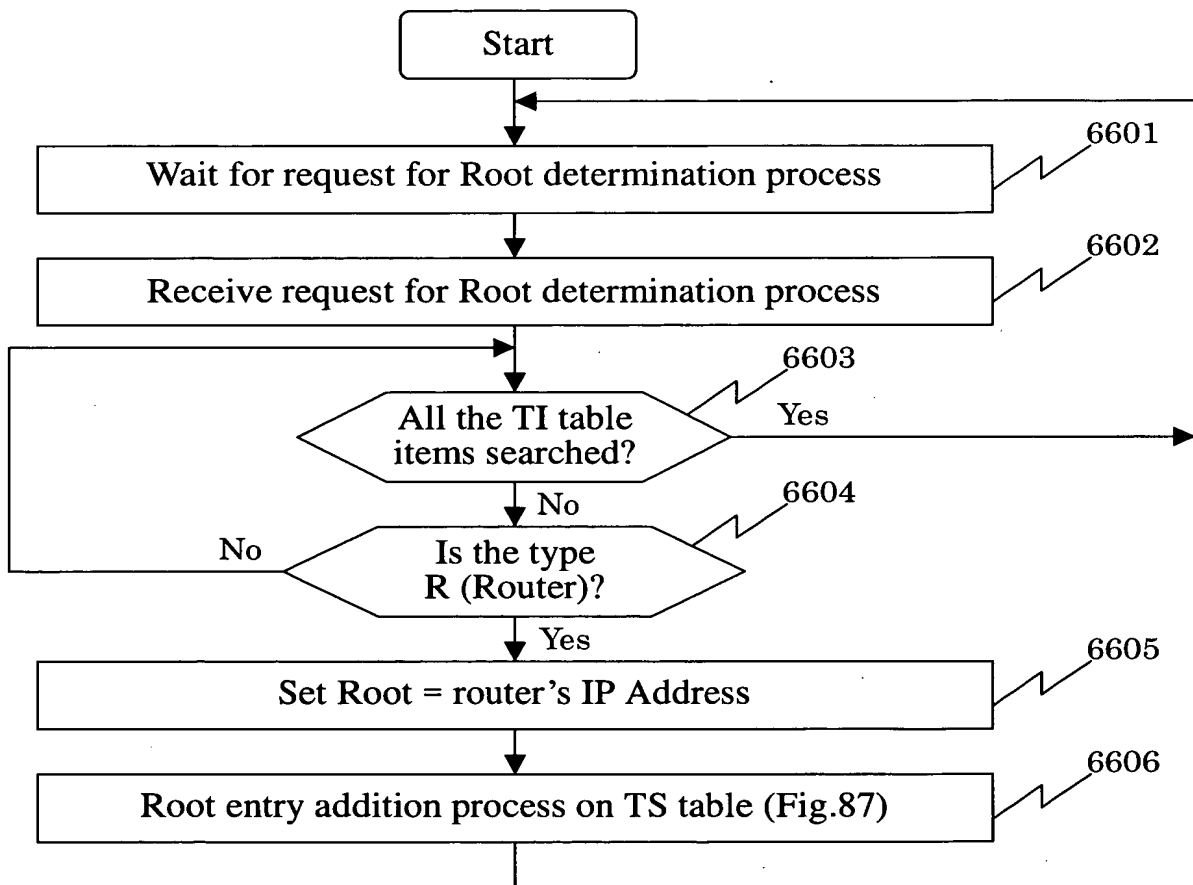 Start
6601
Wait for request for Root determination process
6602
Receive request for Root determination process
6603
All the TI table
items searched?
Yes
No
6604
Is the type
R (Router)?
No
Yes
6605
Set Root = router's IP Address
6606
Root entry addition process on TS table (Fig.87)